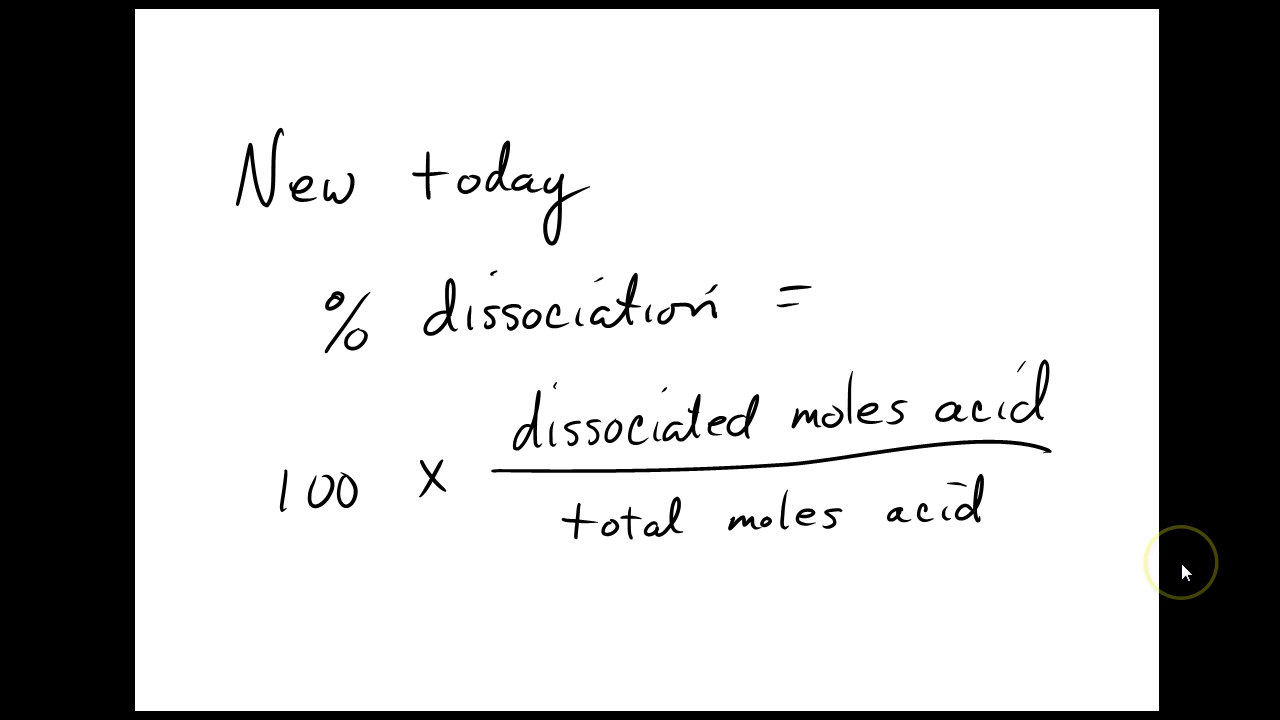 New today
% dissociation =
dissociated moles acid
100 x
total moles acid